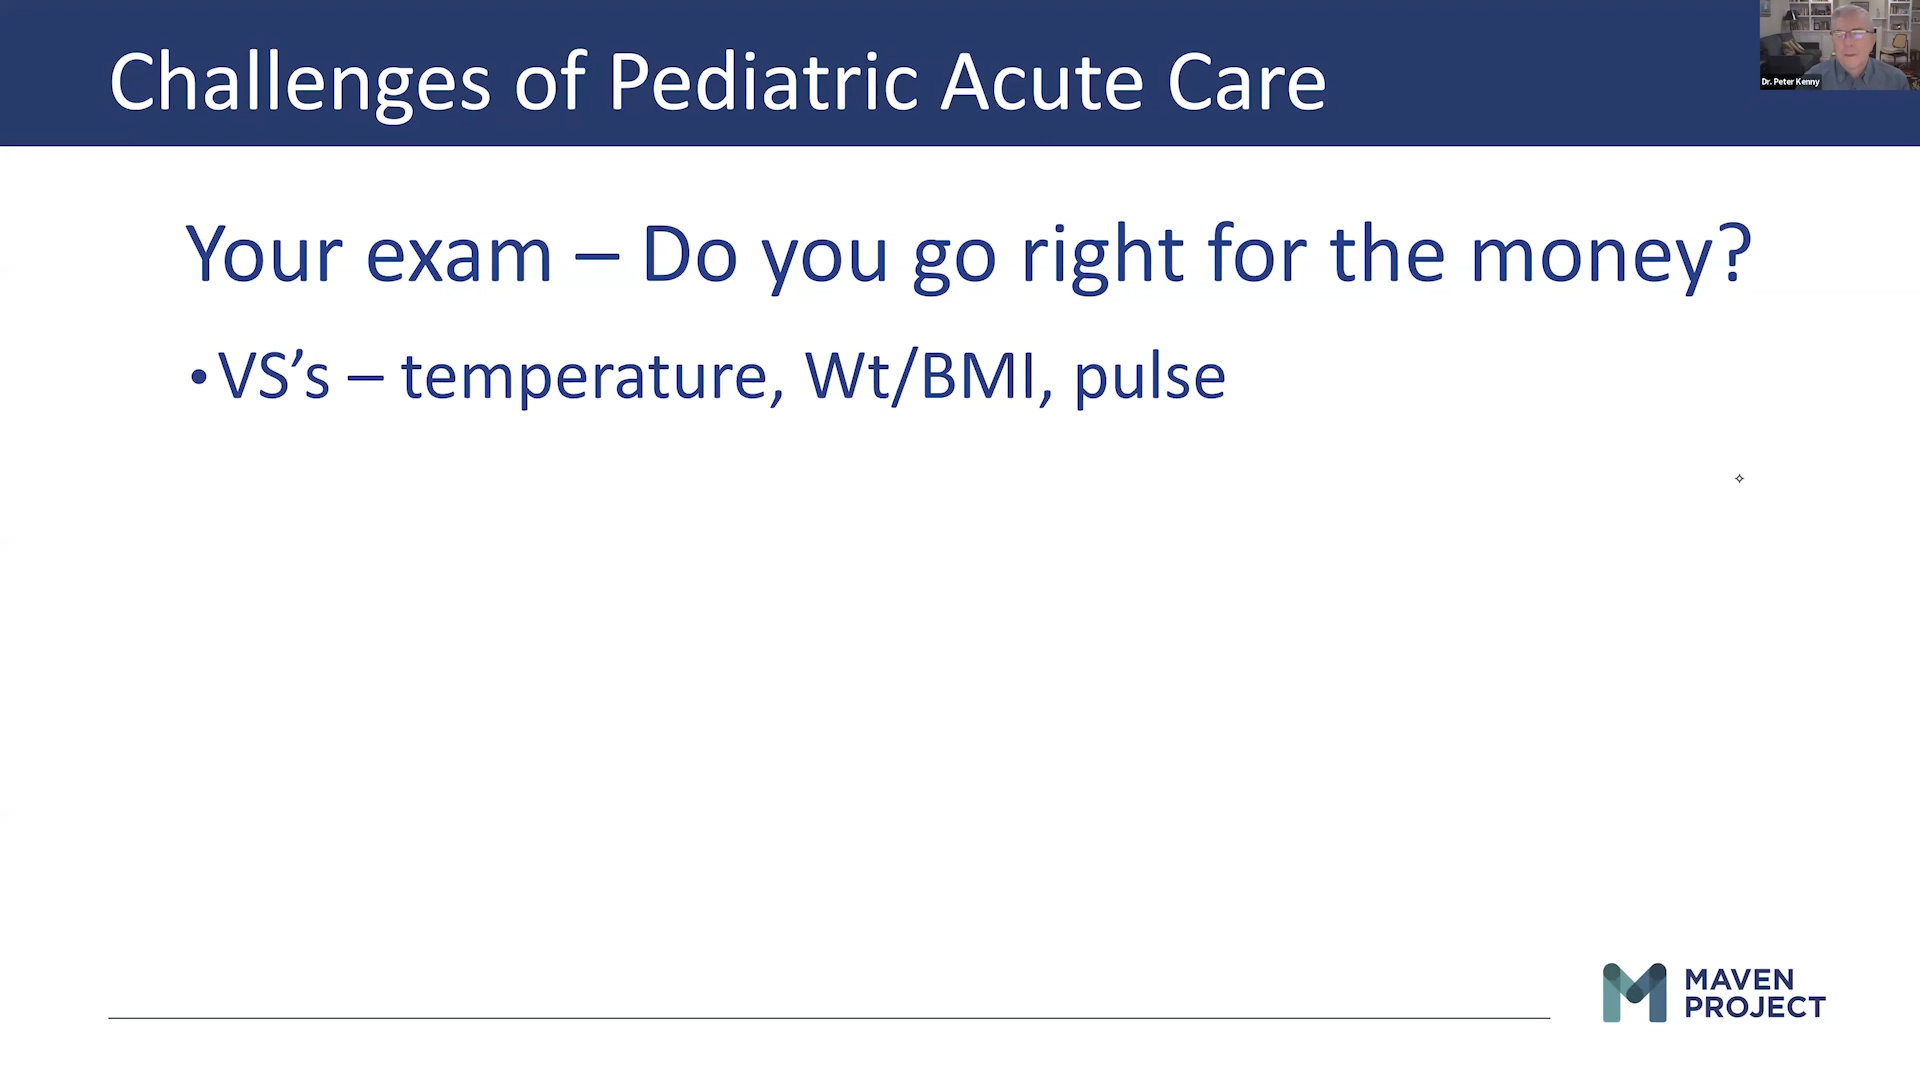 Challenges of Pediatric Acute Care
Dr. Peter Kenny
Your exam – Do you go right for the money?
•VS’s – temperature, Wt/BMI, pulse
MAVEN
PROJECT